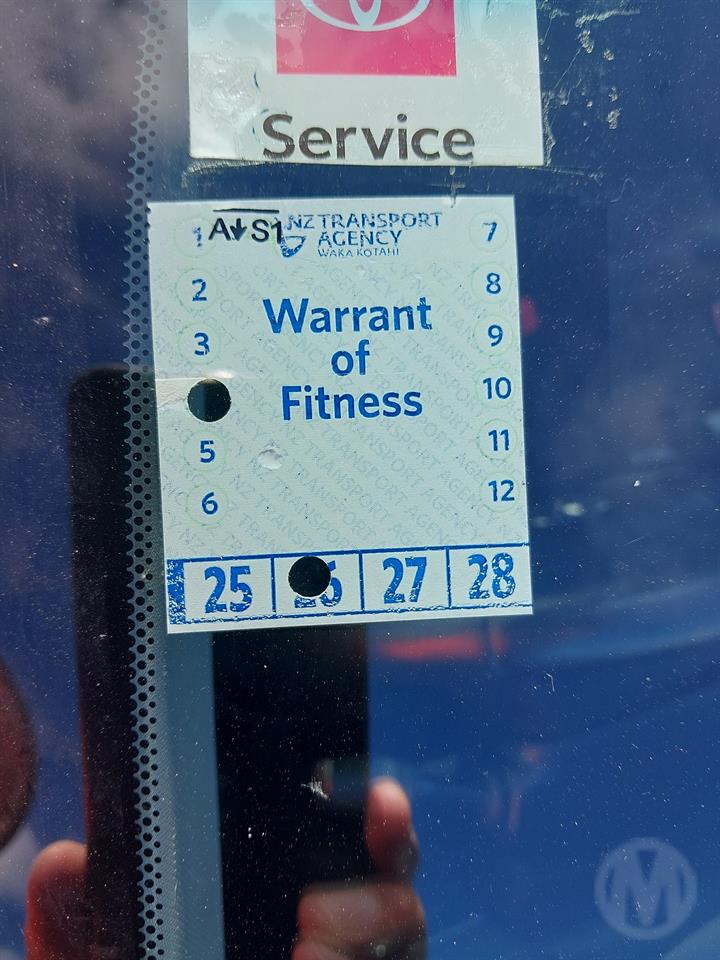 Service
A↓S1
NZ TRANSPORT
AGENCY
WAKA KOTAHI
Warrant
of
Fitness
1
2
3
5
6
7
8
9
10
11
12
25
26
27
28
M